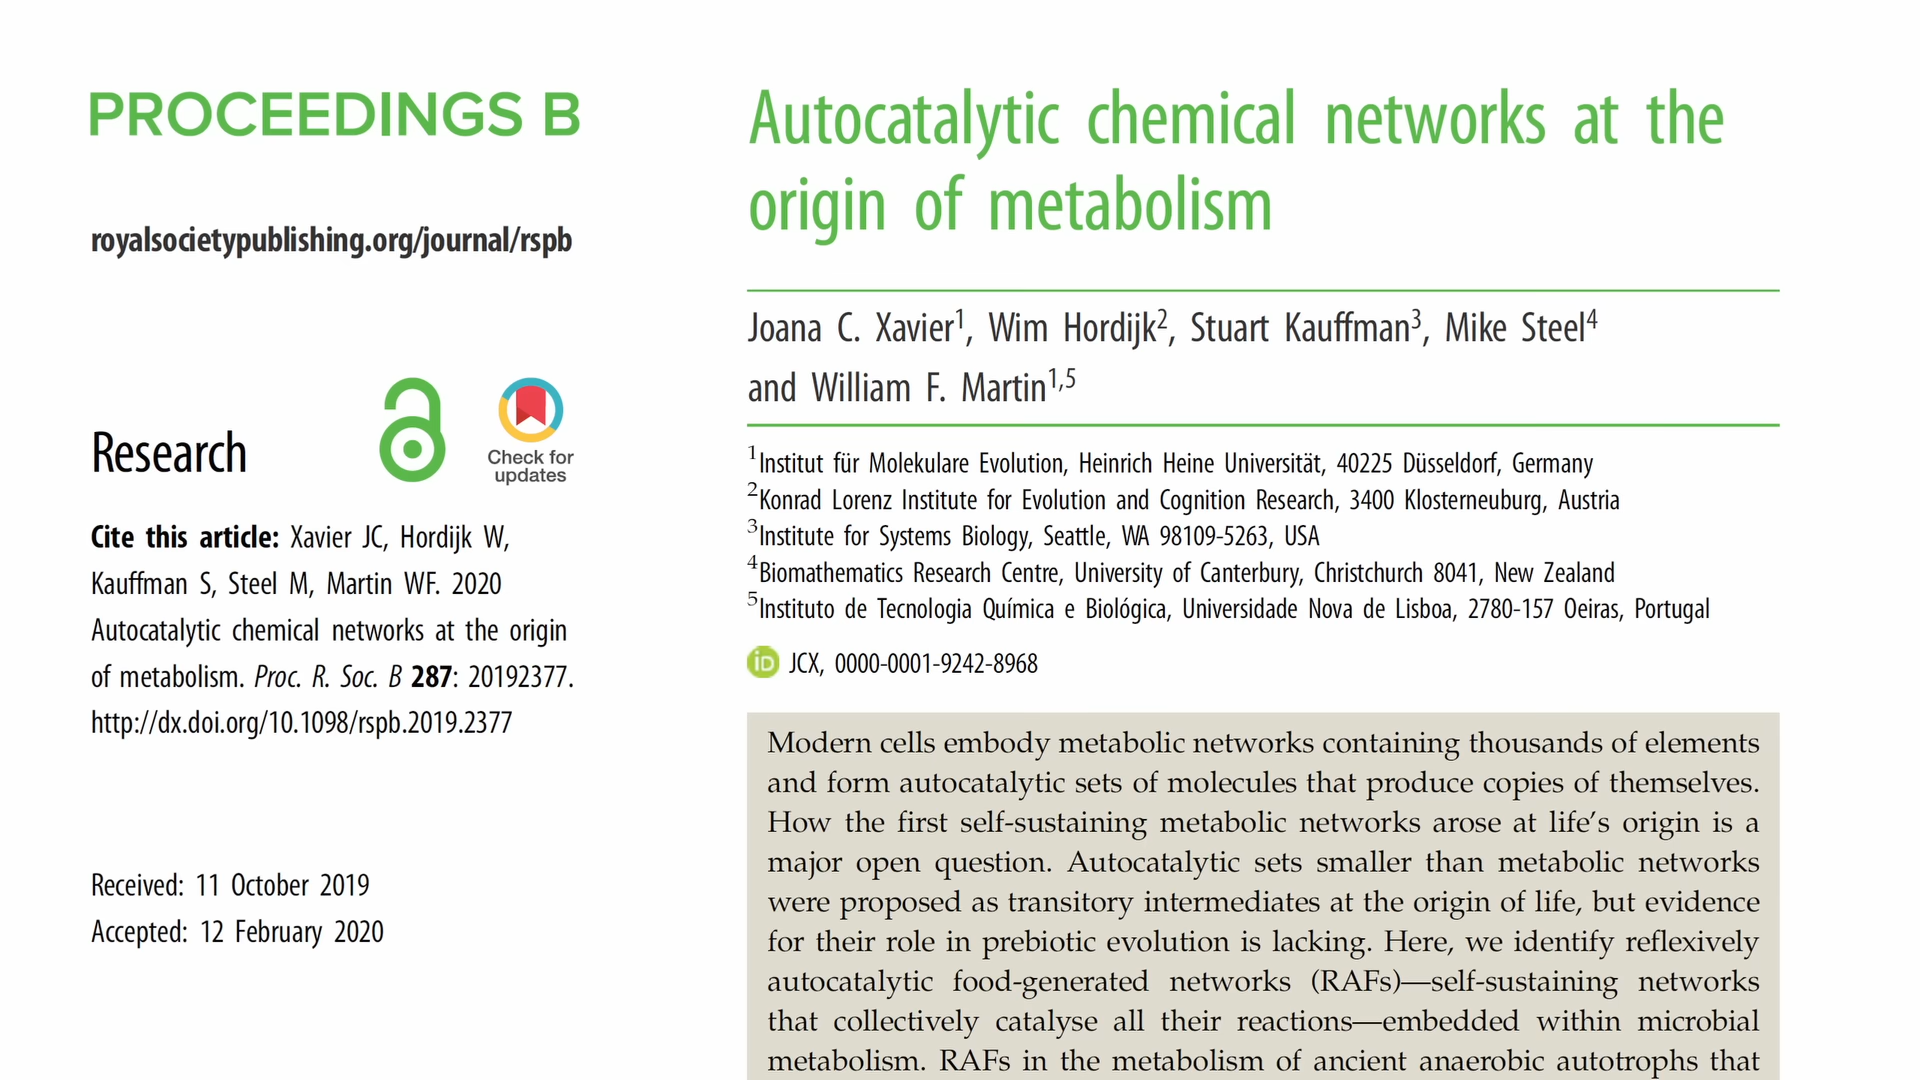 PROCEEDINGS B
royalsocietypublishing.org/journal/rspb
Research
Check for
updates
Cite this article: Xavier JC, Hordijk W,
Kauffman S, Steel M, Martin WF. 2020
Autocatalytic chemical networks at the origin
of metabolism. Proc. R. Soc. B 287: 20192377.
http://dx.doi.org/10.1098/rspb.2019.2377
Received: 11 October 2019
Accepted: 12 February 2020
Autocatalytic chemical networks at the
origin of metabolism
Joana C. Xavier1, Wim Hordijk2, Stuart Kauffman3, Mike Steel4
and William F. Martin1,5
1Institut für Molekulare Evolution, Heinrich Heine Universität, 40225 Düsseldorf, Germany
2Konrad Lorenz Institute for Evolution and Cognition Research, 3400 Klosterneuburg, Austria
3Institute for Systems Biology, Seattle, WA 98109-5263, USA
4Biomathematics Research Centre, University of Canterbury, Christchurch 8041, New Zealand
5Instituto de Tecnologia Química e Biológica, Universidade Nova de Lisboa, 2780-157 Oeiras, Portugal
iD JCX, 0000-0001-9242-8968
Modern cells embody metabolic networks containing thousands of elements
and form autocatalytic sets of molecules that produce copies of themselves.
How the first self-sustaining metabolic networks arose at life's origin is a
major open question. Autocatalytic sets smaller than metabolic networks
were proposed as transitory intermediates at the origin of life, but evidence
for their role in prebiotic evolution is lacking. Here, we identify reflexively
autocatalytic food-generated networks (RAFs)—self-sustaining networks
that collectively catalyse all their reactions—embedded within microbial
metabolism. RAFs in the metabolism of ancient anaerobic autotrophs that